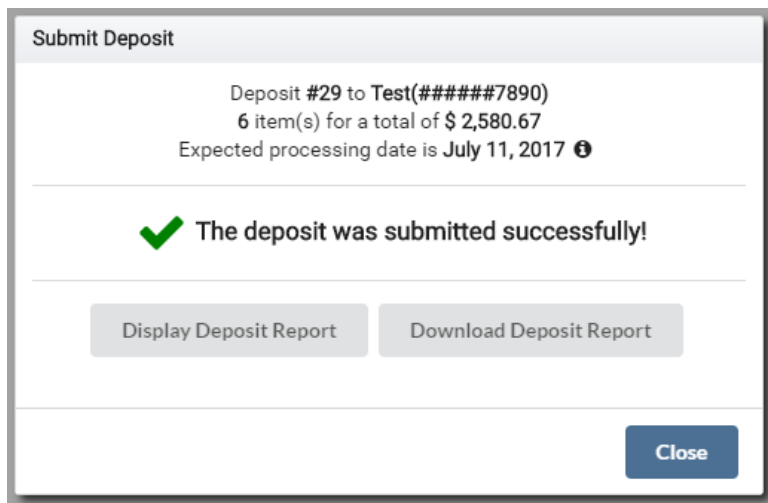 Submit Deposit
Deposit #29 to Test(######7890)
6 item(s) for a total of $ 2,580.67
Expected processing date is July 11, 2017
The deposit was submitted successfully!
Display Deposit Report Download Deposit Report
Close